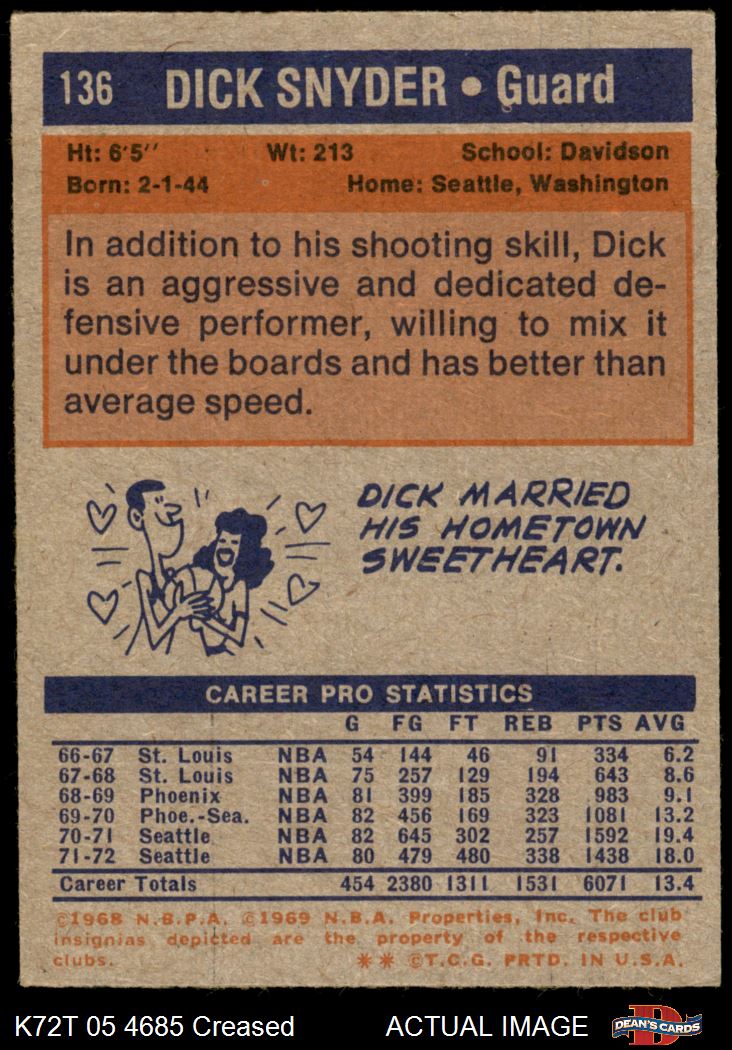 136 DICK SNYDER • Guard
Ht: 6'5'' Wt: 213 School: Davidson
Born: 2-1-44 Home: Seattle, Washington
In addition to his shooting skill, Dick
is an aggressive and dedicated de-
fensive performer, willing to mix it
under the boards and has better than
average speed.
DICK MARRIED
HIS HOMETOWN
SWEETHEART.
CAREER PRO STATISTICS
G FG FT REB PTS AVG
66-67 St. Louis NBA 54 144 46 91 334 6.2
67-68 St. Louis NBA 75 257 129 194 643 8.6
68-69 Phoenix NBA 81 399 185 328 983 9.1
69-70 Phoe.-Sea. NBA 82 456 169 323 1081 13.2
70-71 Seattle NBA 82 645 302 257 1592 19.4
71-72 Seattle NBA 80 479 480 338 1438 18.0
Career Totals 454 2380 1311 1531 6071 13.4
©1968 N.B.P.A. ©1969 N.B.A. Properties, Inc. The club
insignias depicted are the property of the respective
clubs. ** ©T.C.G. PRTD. IN U.S.A.
K72T 05 4685 Creased ACTUAL IMAGE DEAN'S CARDS